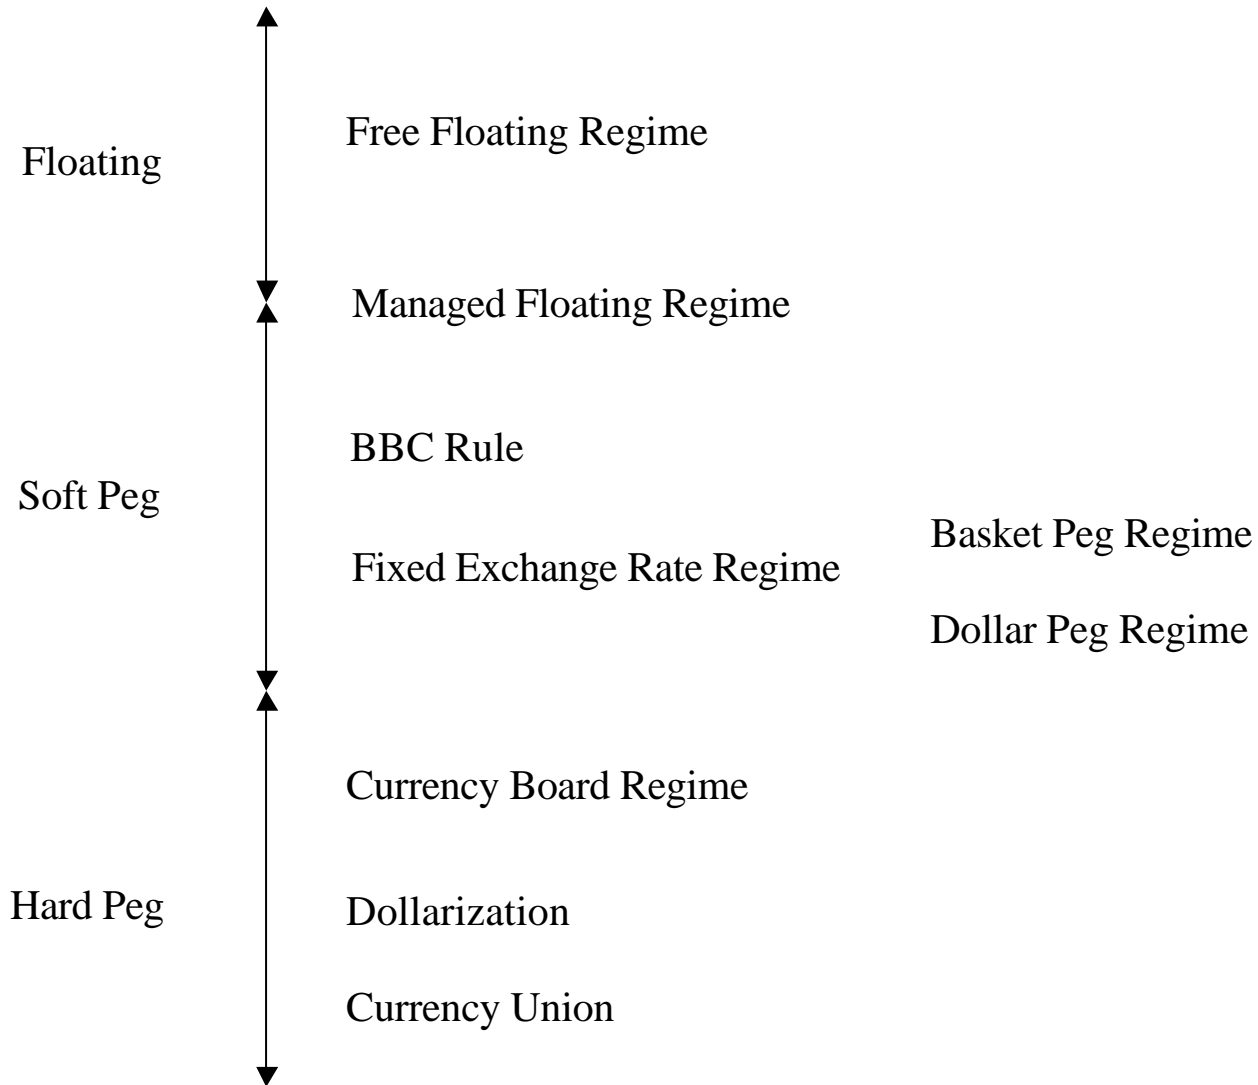 Free Floating Regime
Floating
Managed Floating Regime
BBC Rule
Soft Peg
Basket Peg Regime
Fixed Exchange Rate Regime
Dollar Peg Regime
Currency Board Regime
Hard Peg
Dollarization
Currency Union